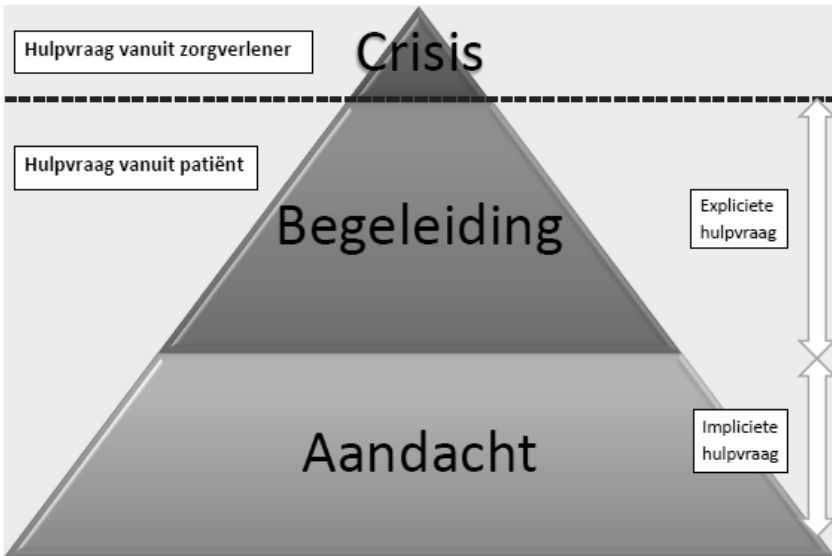 Hulpvraag vanuit zorgverlener
Crisis
Hulpvraag vanuit patiënt
Begeleiding
Expliciete
hulpvraag
Aandacht
Impliciete
hulpvraag